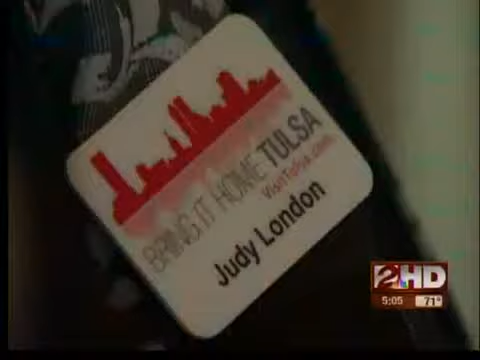 BRING IT HOME TULSA
VisitTulsa.com
Judy London
2HD
5:05 71°